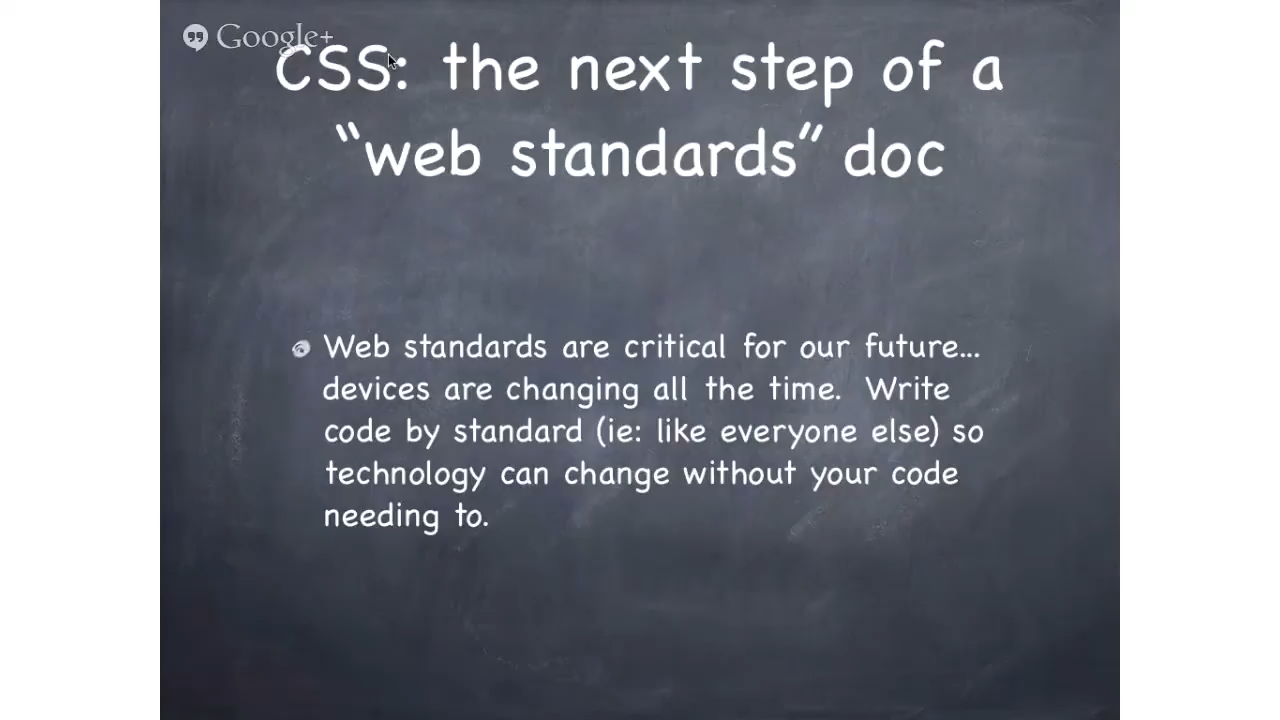 Google+
CSS: the next step of a
“web standards” doc
Web standards are critical for our future...
devices are changing all the time. Write
code by standard (ie: like everyone else) so
technology can change without your code
needing to.